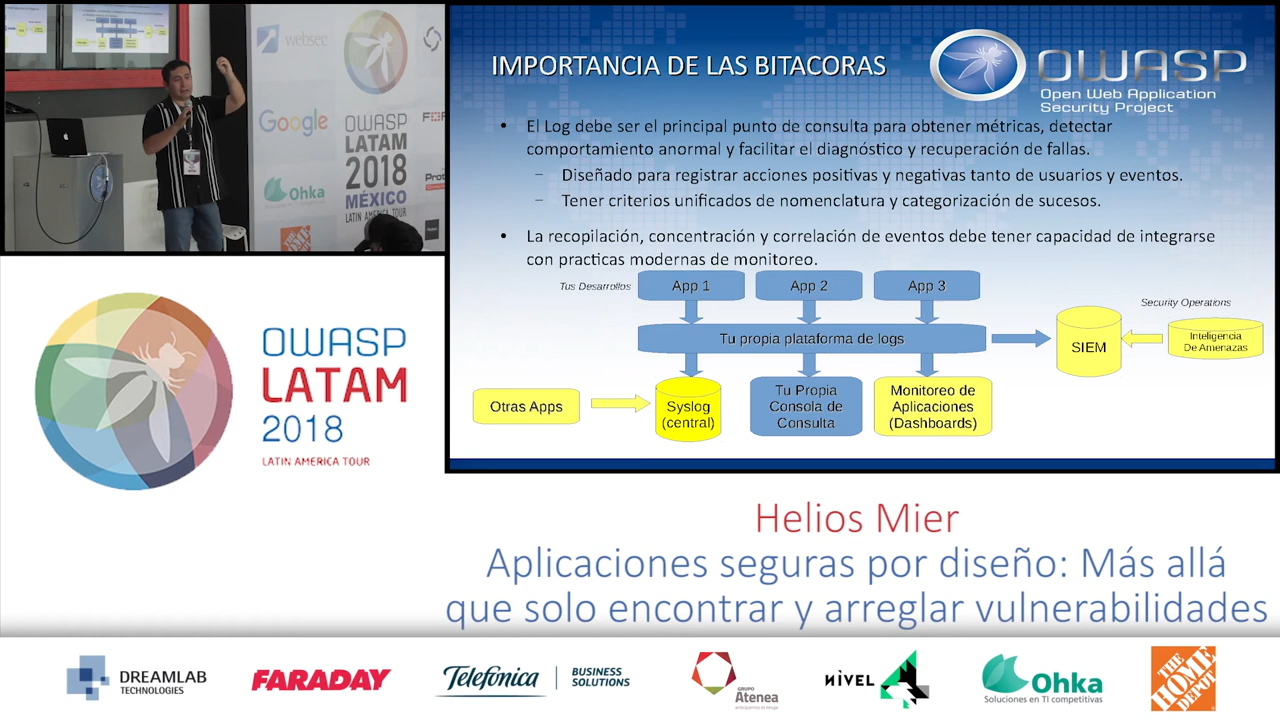 websec
Google
OWASP
LATAM
2018
MÉXICO
LATIN AMERICA TOUR
Ohka
IMPORTANCIA DE LAS BITACORAS
OWASP
Open Web Application
Security Project
• El Log debe ser el principal punto de consulta para obtener métricas, detectar
comportamiento anormal y facilitar el diagnóstico y recuperación de fallas.
– Diseñado para registrar acciones positivas y negativas tanto de usuarios y eventos.
– Tener criterios unificados de nomenclatura y categorización de sucesos.
• La recopilación, concentración y correlación de eventos debe tener capacidad de integrarse
con practicas modernas de monitoreo.
Tus Desarrollos
App 1
App 2
App 3
Security Operations
Tu propia plataforma de logs
SIEM
Inteligencia
De Amenazas
Otras Apps
Syslog
(central)
Tu Propia
Consola de
Consulta
Monitoreo de
Aplicaciones
(Dashboards)
OWASP
LATAM
2018
LATIN AMERICA TOUR
Helios Mier
Aplicaciones seguras por diseño: Más allá
que solo encontrar y arreglar vulnerabilidades
DREAMLAB
TECHNOLOGIES
FARADAY
Telefónica
BUSINESS
SOLUTIONS
GRUPO
Atenea
NIVEL
Ohka
Soluciones en TI competitivas
THE
HOME
DEPOT